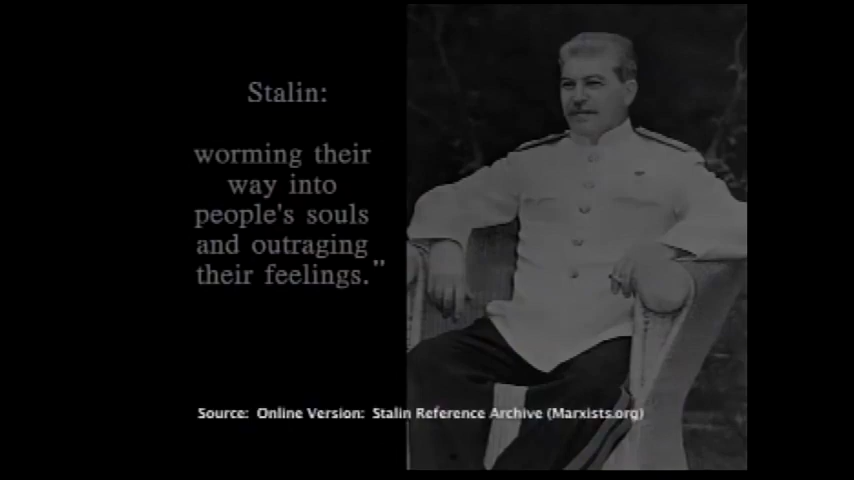 Stalin:
worming their
way into
people's souls
and outraging
their feelings."
Source: Online Version: Stalin Reference Archive (Marxists.org)